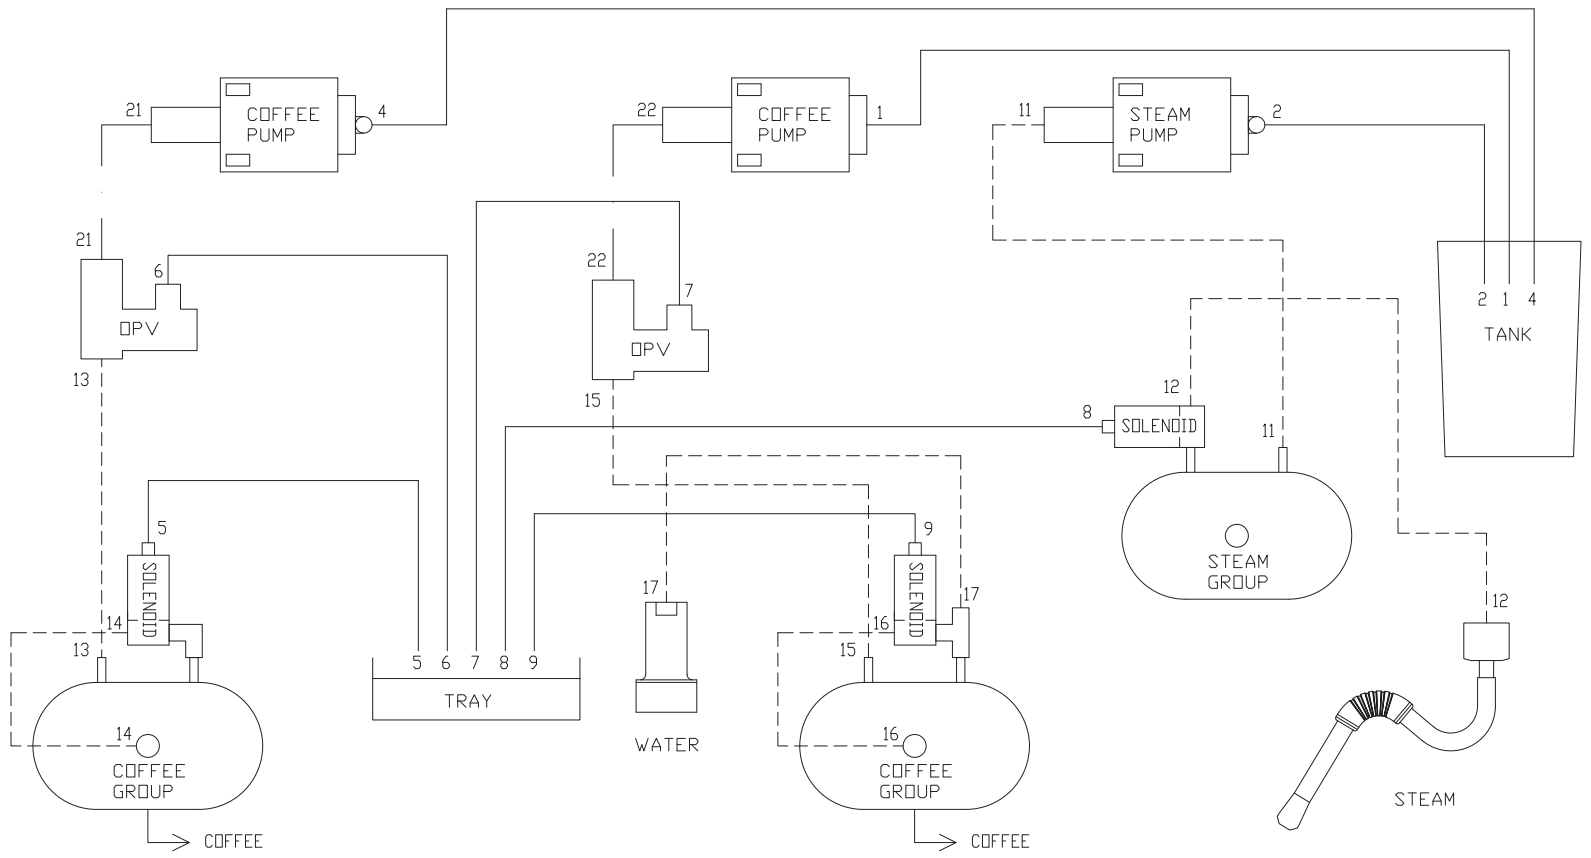 21
COFFEE
PUMP
4
22
COFFEE
PUMP
1
11
STEAM
PUMP
2
21
6
OPV
13
22
7
OPV
15
2 1 4
TANK
12
8
SOLENOID
11
STEAM
GROUP
5
SOLENOID
14
13
9
SOLENOID
17
16
15
17
12
5 6 7 8 9
TRAY
WATER
14
COFFEE
GROUP
COFFEE
16
COFFEE
GROUP
COFFEE
STEAM